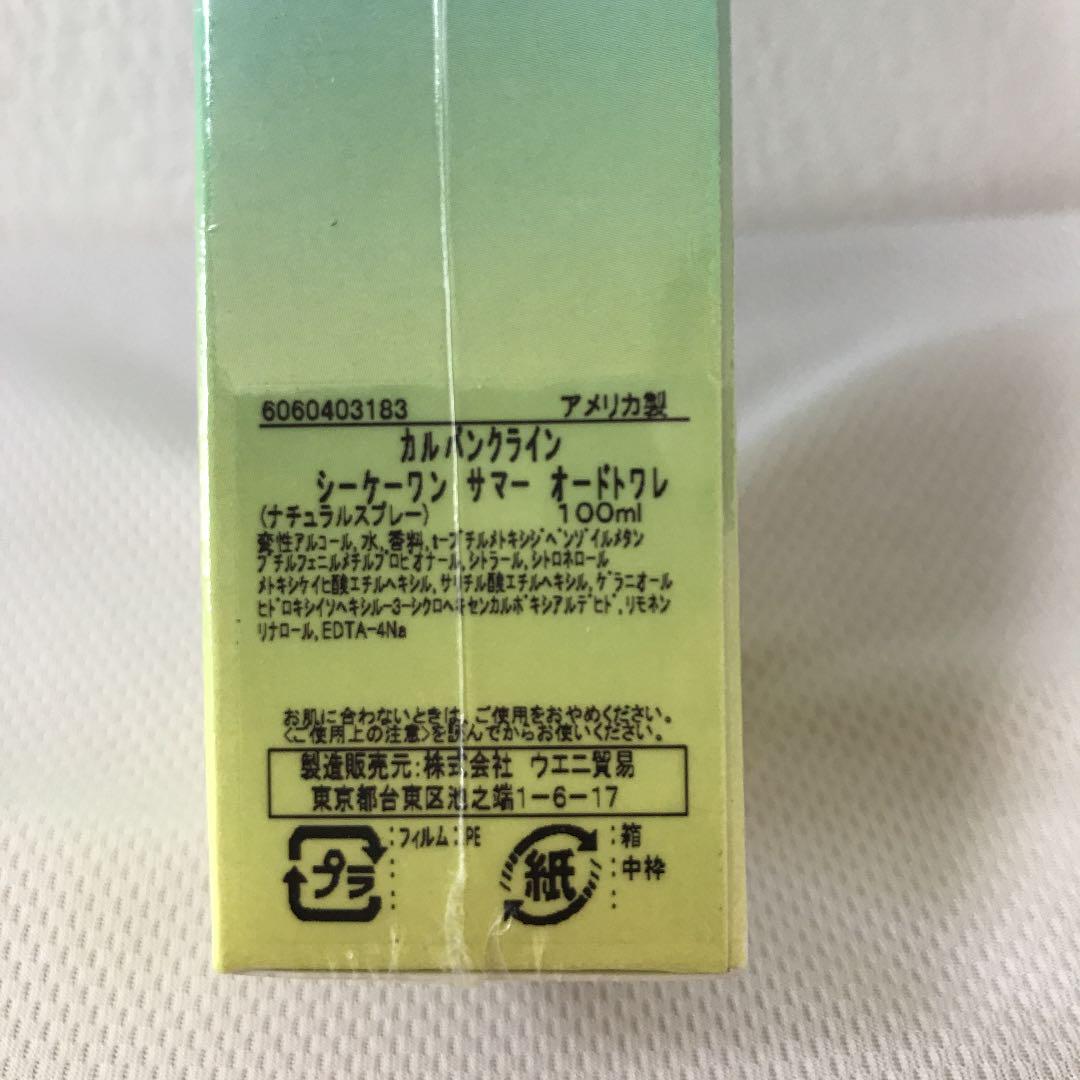 6060403183 アメリカ製
カルバンクライン
シーケーワン サマー オードトワレ
(ナチュラルスプレー) 100ml
変性アルコール,水,香料,t-ブチルメトキシジベンゾイルメタン
ブチルフェニルメチルプロピオナール,シトラール,シトロネロール
メトキシケイヒ酸エチルヘキシル,サリチル酸エチルヘキシル,ゲラニオール
ヒドロキシイソヘキシル-3-シクロヘキセンカルボキシアルデヒド,リモネン
リナロール,EDTA-4Na
お肌に合わないときは、ご使用をおやめください。
〈ご使用上の注意〉を読んでからお使いください。
製造販売元:株式会社 ウエニ貿易
東京都台東区池之端1-6-17
プラ :フィルム:PE 紙 :箱
:中枠